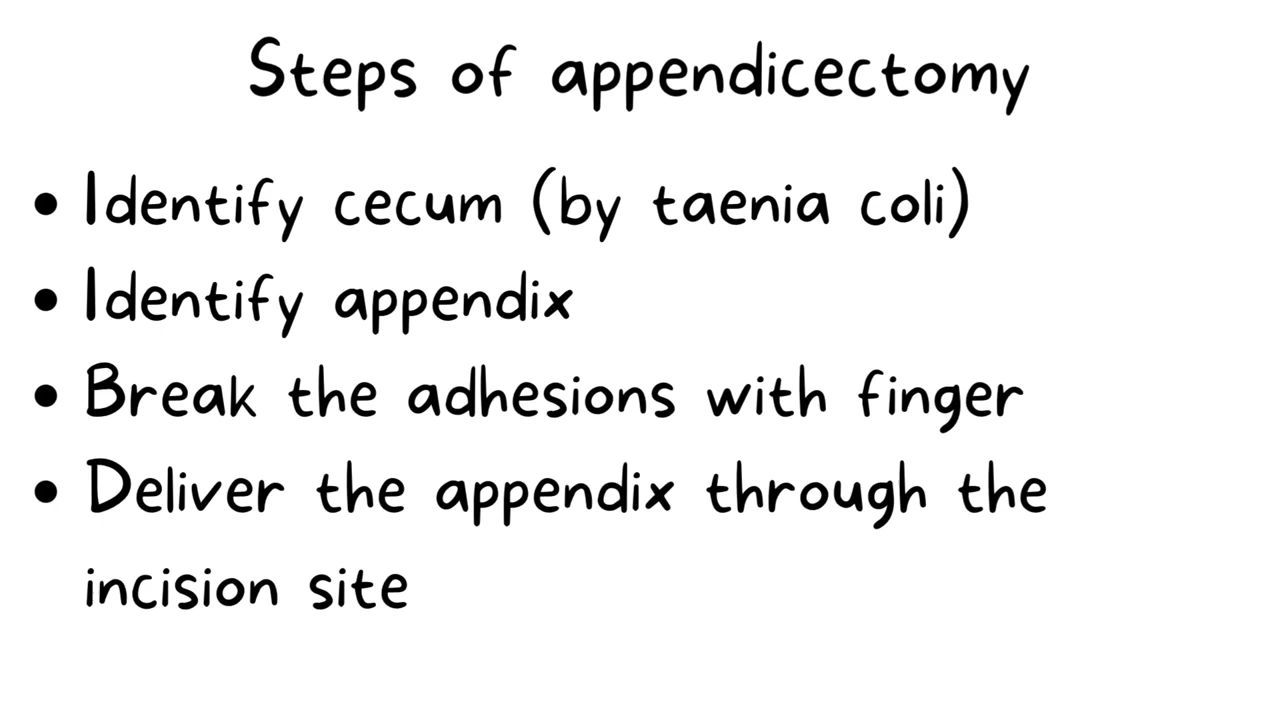 Steps of appendicectomy
• Identify cecum (by taenia coli)
• Identify appendix
• Break the adhesions with finger
• Deliver the appendix through the
incision site